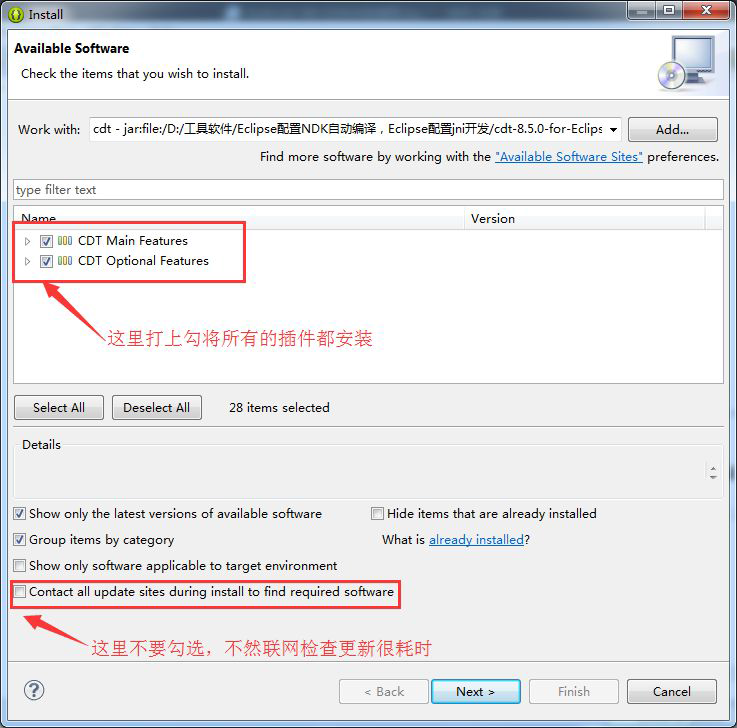 Install
Available Software
Check the items that you wish to install.
Work with: cdt - jar:file:/D:/工具软件/Eclipse配置NDK自动编译，Eclipse配置jni开发/cdt-8.5.0-for-Eclips Add...
Find more software by working with the "Available Software Sites" preferences.
type filter text
Name Version
CDT Main Features
CDT Optional Features
这里打上勾将所有的插件都安装
Select All Deselect All 28 items selected
Details
Show only the latest versions of available software Hide items that are already installed
Group items by category What is already installed?
Show only software applicable to target environment
Contact all update sites during install to find required software
这里不要勾选，不然联网检查更新很耗时
? < Back Next > Finish Cancel